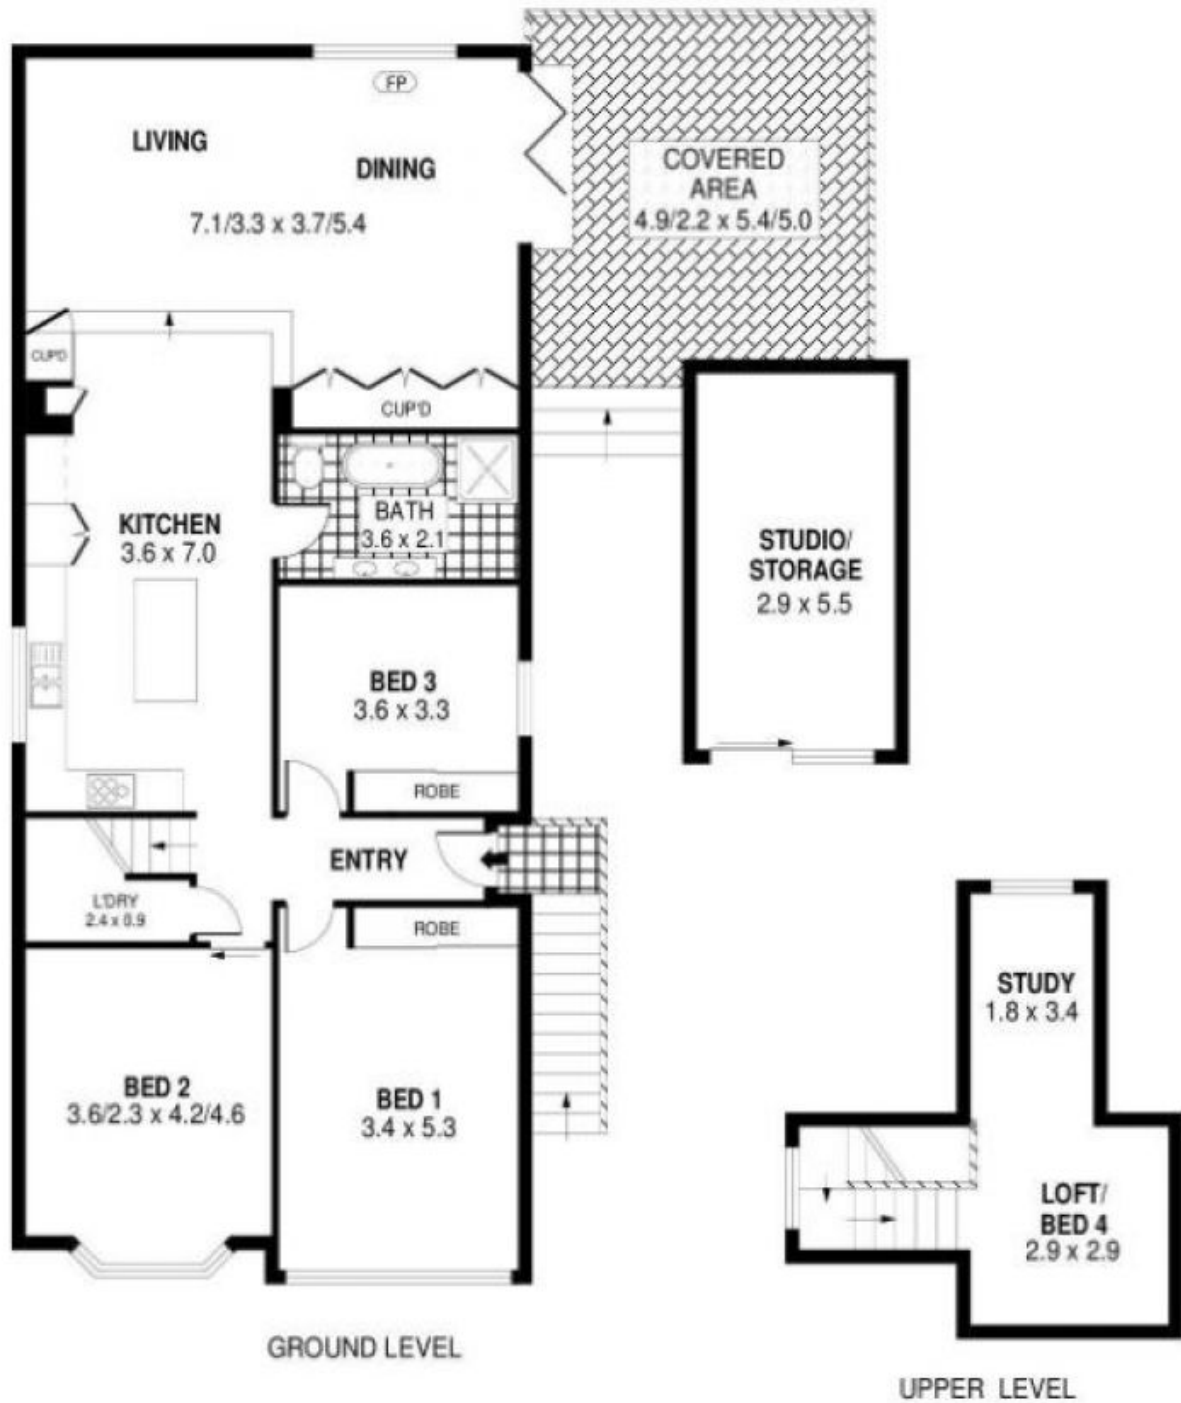 FP
LIVING
DINING
7.1/3.3 x 3.7/5.4
COVERED
AREA
4.9/2.2 x 5.4/5.0
CUP'D
CUP'D
BATH
3.6 x 2.1
KITCHEN
3.6 x 7.0
STUDIO/
STORAGE
2.9 x 5.5
BED 3
3.6 x 3.3
ROBE
ENTRY
L'DRY
2.4 x 0.9
ROBE
BED 2
3.6/2.3 x 4.2/4.6
BED 1
3.4 x 5.3
STUDY
1.8 x 3.4
LOFT/
BED 4
2.9 x 2.9
GROUND LEVEL
UPPER LEVEL